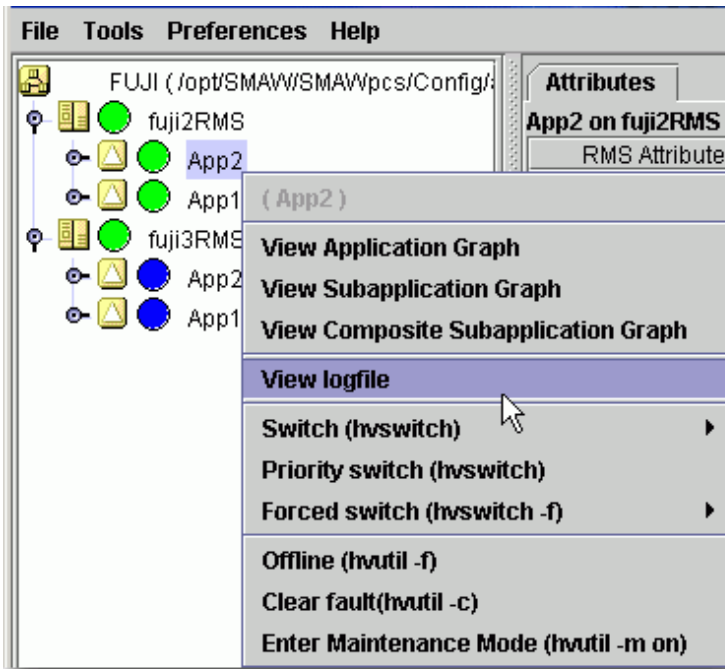 File Tools Preferences Help
FUJI (/opt/SMAW/SMAWpcs/Config/
Attributes
fuji2RMS
App2 on fuji2RMS
App2
RMS Attribute
App1
( App2 )
fuji3RMS
View Application Graph
App2
View Subapplication Graph
App1
View Composite Subapplication Graph
View logfile
Switch (hvswitch)
Priority switch (hvswitch)
Forced switch (hvswitch -f)
Offline (hvutil -f)
Clear fault(hvutil -c)
Enter Maintenance Mode (hvutil -m on)